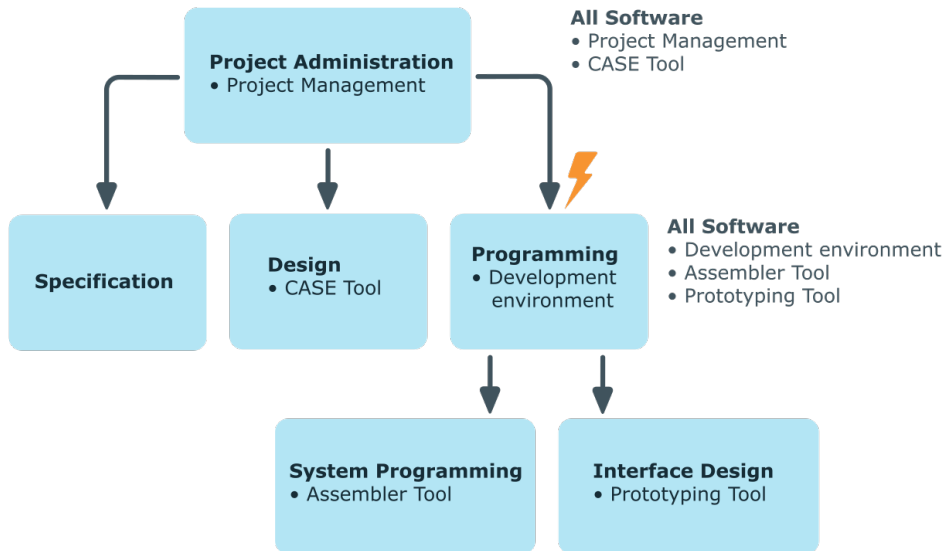 All Software
• Project Management
• CASE Tool
Project Administration
• Project Management
Specification
Design
• CASE Tool
Programming
• Development
environment
All Software
• Development environment
• Assembler Tool
• Prototyping Tool
System Programming
• Assembler Tool
Interface Design
• Prototyping Tool